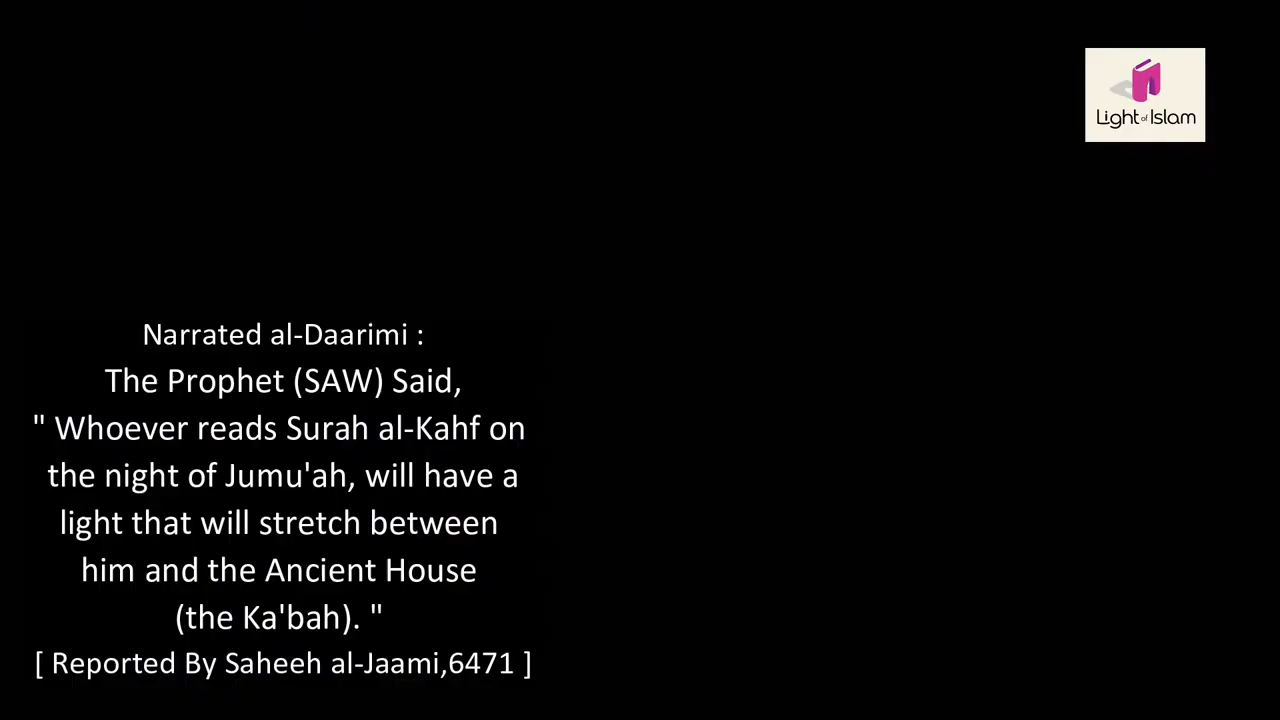 Light of Islam
Narrated al-Daarimi :
The Prophet (SAW) Said,
" Whoever reads Surah al-Kahf on
the night of Jumu'ah, will have a
light that will stretch between
him and the Ancient House
(the Ka'bah). "
[ Reported By Saheeh al-Jaami,6471 ]